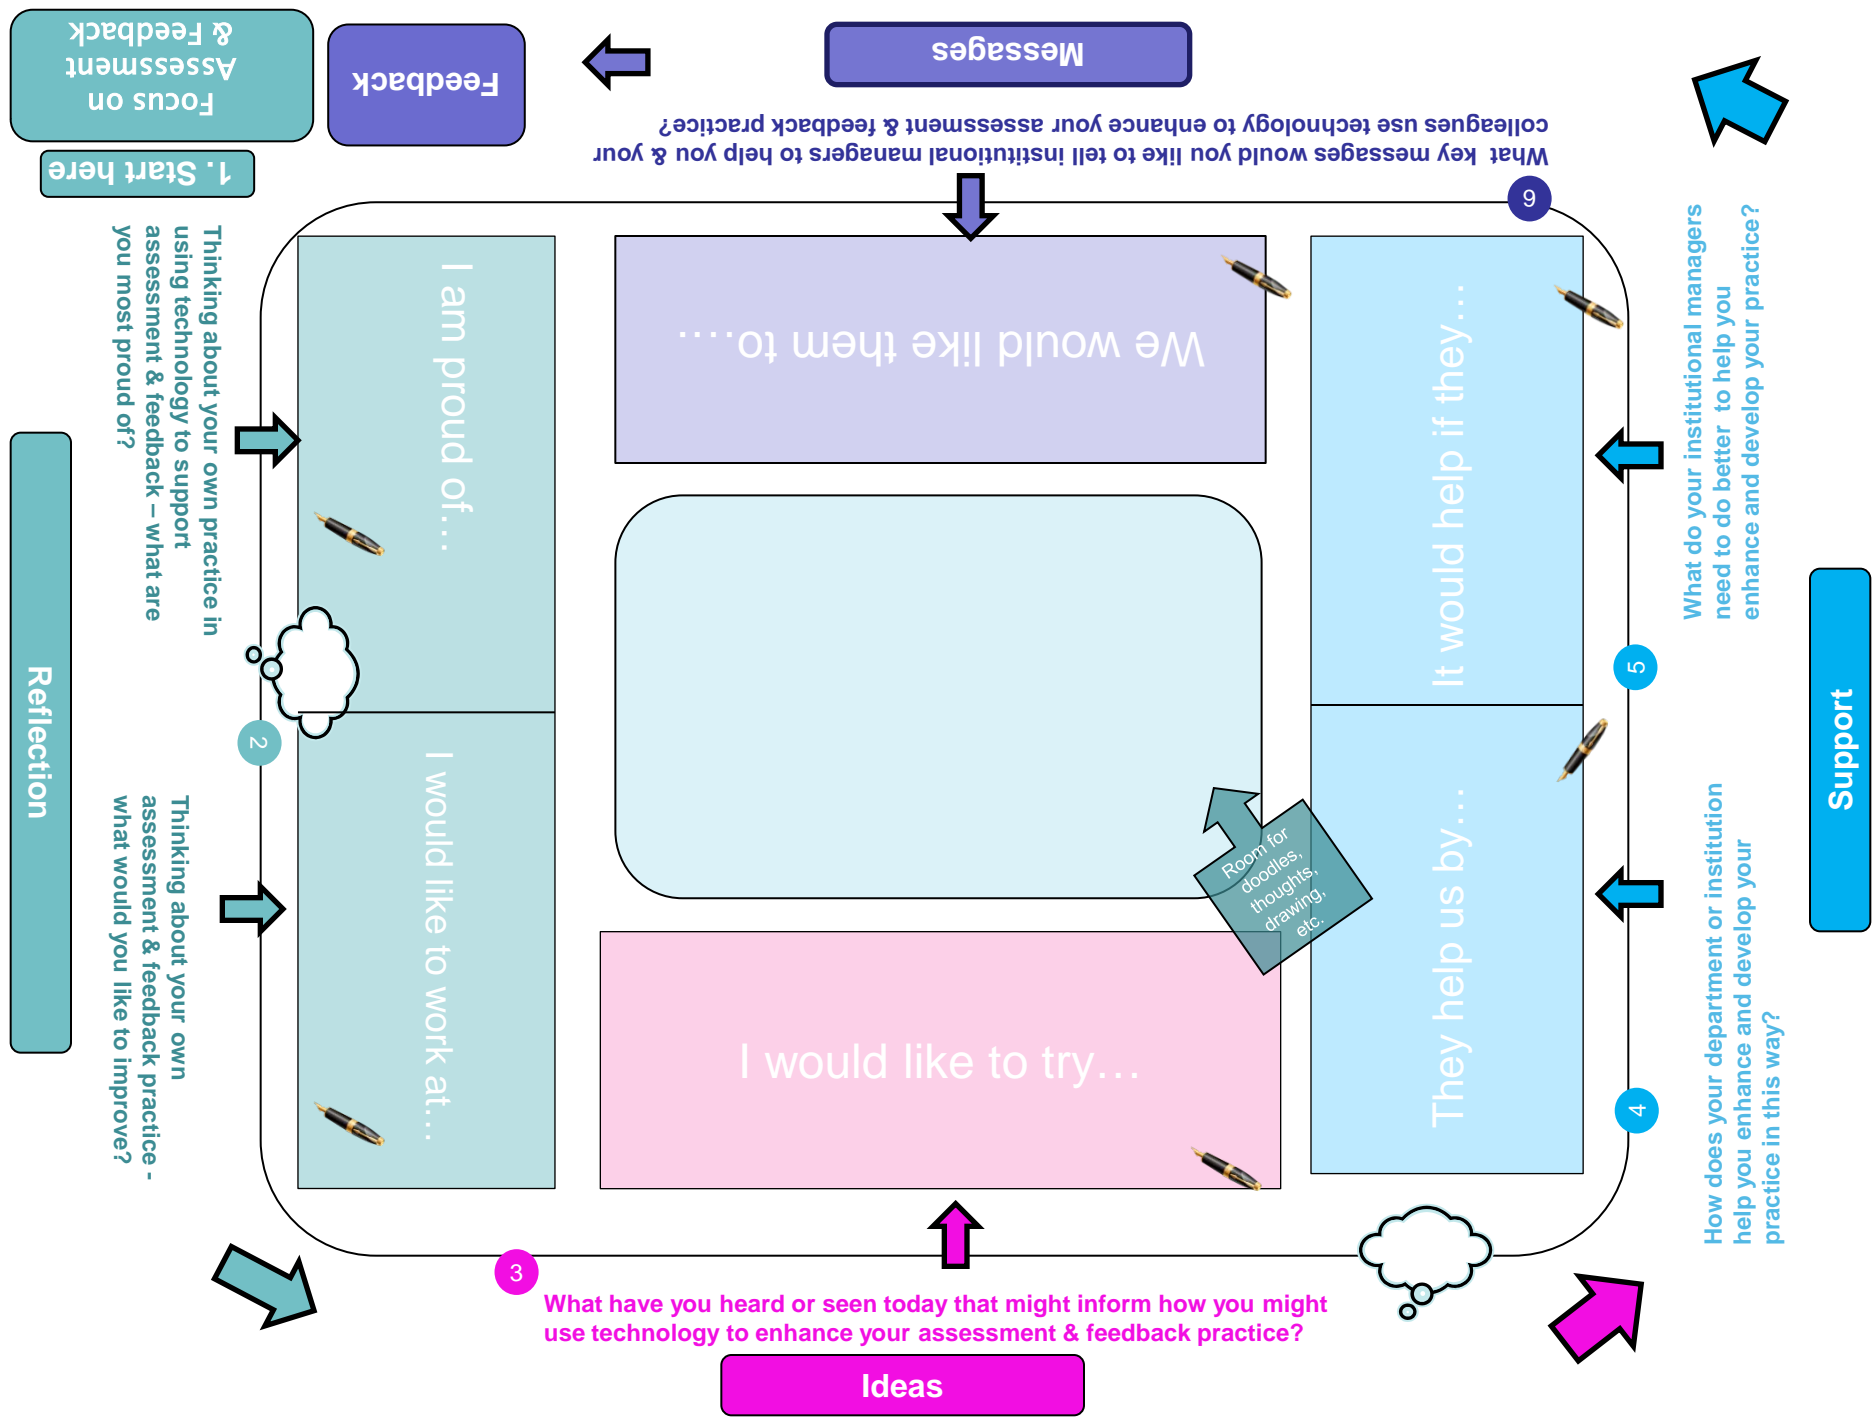 Focus on
Assessment
& Feedback
1. Start here
Thinking about your own practice in
using technology to support
assessment & feedback – what are
you most proud of?
I am proud of…
Reflection
2
Thinking about your own
assessment & feedback practice -
what would you like to improve?
I would like to work at…
3
What have you heard or seen today that might inform how you might
use technology to enhance your assessment & feedback practice?
Ideas
I would like to try…
How does your department or institution
help you enhance and develop your
practice in this way?
4
They help us by…
Support
5
What do your institutional managers
need to do better  to help you
enhance and develop your practice?
It would help if they…
6
What  key messages would you like to tell institutional managers to help you & your
colleagues use technology to enhance your assessment & feedback practice?
Messages
We would like them to….
Feedback
Room for
doodles,
thoughts,
drawing,
etc.